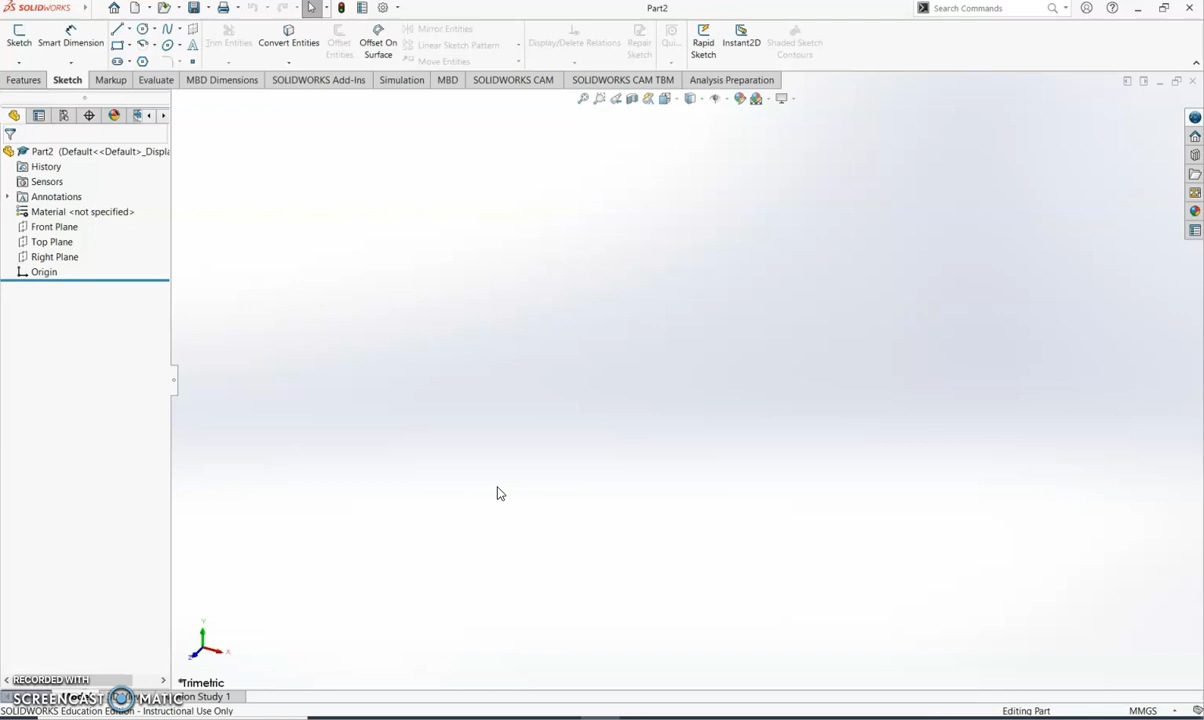 SOLIDWORKS
Part2
Search Commands
Sketch
Smart Dimension
Trim Entities
Convert Entities
Offset Entities
Offset On Surface
Mirror Entities
Linear Sketch Pattern
Move Entities
Display/Delete Relations
Repair Sketch
Qui...
Rapid Sketch
Instant2D
Shaded Sketch Contours
Features
Sketch
Markup
Evaluate
MBD Dimensions
SOLIDWORKS Add-Ins
Simulation
MBD
SOLIDWORKS CAM
SOLIDWORKS CAM TBM
Analysis Preparation
Part2 (Default<<Default>_Displa
History
Sensors
Annotations
Material <not specified>
Front Plane
Top Plane
Right Plane
Origin
Y
X
Z
*Trimetric
RECORDED WITH
SCREENCAST MATIC
Study 1
SOLIDWORKS Education Edition - Instructional Use Only
Editing Part
MMGS